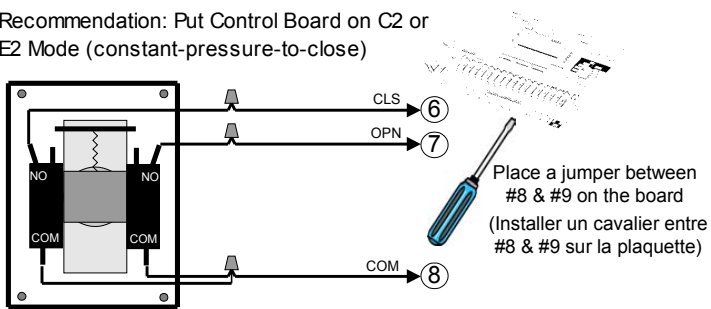 Recommendation: Put Control Board on C2 or
E2 Mode (constant-pressure-to-close)
CLS
6
OPN
7
NO
NO
COM
COM
COM
8
Place a jumper between
#8 & #9 on the board
(Installer un cavalier entre
#8 & #9 sur la plaquette)